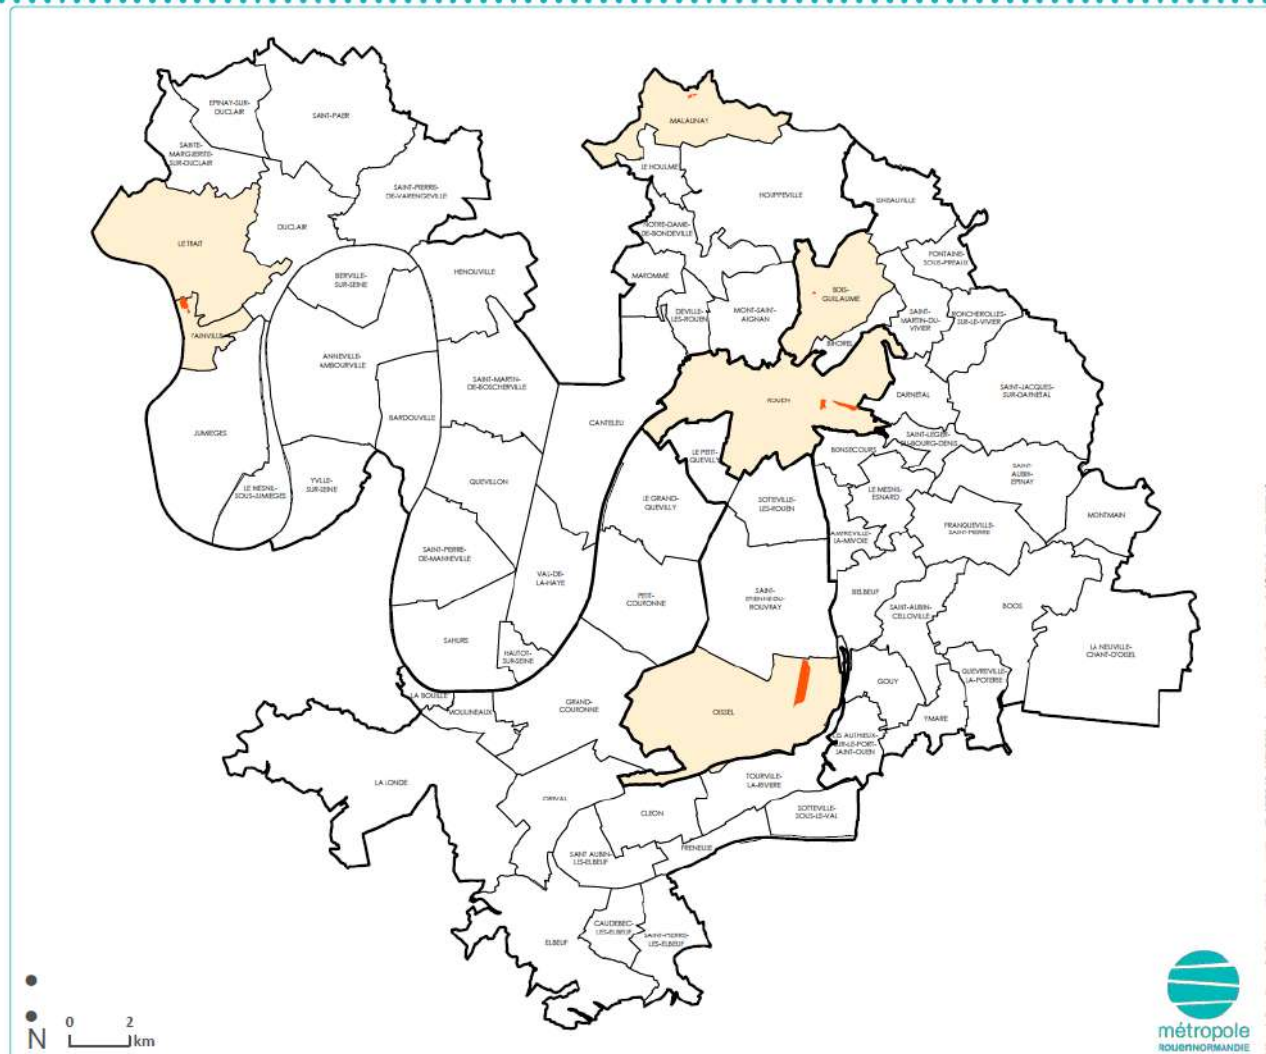 EPINAY-SUR-
DUCLAIR
SAINT-PAER
SAINTE-
MARGUERITE-
SUR-DUCLAIR
SAINT-PIERRE-
DE-VARENGEVILLE
LE TRAIT
DUCLAIR
YAINVILLE
BERVILLE-
SUR-SEINE
HENOUVILLE
ANNEVILLE-
AMBOURVILLE
BARDOUVILLE
SAINT-MARTIN-
DE-BOSCHERVILLE
JUMIEGES
LE MESNIL-
SOUS-JUMIEGES
YVILLE-
SUR-SEINE
QUEVILLON
CANTELEU
SAINT-PIERRE-
DE-MANNEVILLE
VAL-DE-
LA-HAYE
SAHURS
HAUTOT-
SUR-SEINE
MALAUNAY
LE HOULME
HOUPPEVILLE
ISNEAUVILLE
NOTRE-DAME-
DE-BONDEVILLE
FONTAINE-
SOUS-PREAUX
MAROMME
DEVILLE-
LES-ROUEN
MONT-SAINT-
AIGNAN
BOIS-
GUILLAUME
BIHOREL
SAINT-
MARTIN-DU-
VIVIER
RONCHEROLLES-
SUR-LE-VIVIER
ROUEN
DARNETAL
SAINT-JACQUES-
SUR-DARNETAL
LE PETIT-
QUEVILLY
BONSECOURS
SAINT-LEGER-
DU-BOURG-DENIS
LE GRAND-
QUEVILLY
SOTTEVILLE-
LES-ROUEN
LE MESNIL-
ESNARD
SAINT-
AUBIN-
EPINAY
AMFREVILLE-
LA-MIVOIE
FRANQUEVILLE-
SAINT-PIERRE
MONTMAIN
PETIT-
COURONNE
SAINT-
ETIENNE-DU-
ROUVRAY
BELBEUF
SAINT-AUBIN-
CELLOVILLE
BOOS
LA NEUVILLE-
CHANT-D'OISEL
GOUY
QUEVREVILLE-
LA-POTERIE
YMARE
LES AUTHIEUX-
SUR-LE-PORT-
SAINT-OUEN
LA BOUILLE
MOULINEAUX
GRAND-
COURONNE
OISSEL
LA LONDE
ORIVAL
CLEON
TOURVILLE-
LA-RIVIERE
SOTTEVILLE-
SOUS-LE-VAL
FRENEUSE
SAINT AUBIN-
LES-ELBEUF
ELBEUF
CAUDEBEC-
LES-ELBEUF
SAINT-PIERRE-
LES-ELBEUF
N
0 2
km
métropole
ROUENNORMANDIE